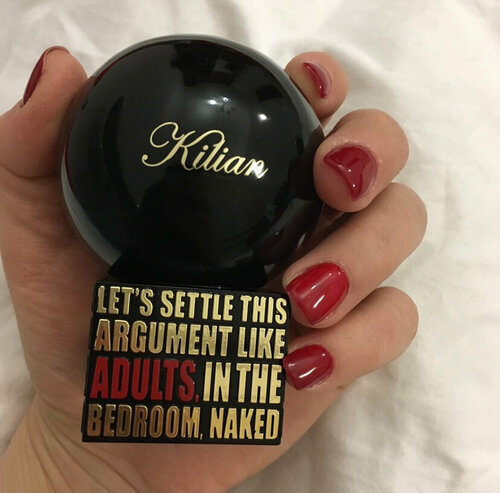 Kilian
LET'S SETTLE THIS
ARGUMENT LIKE
ADULTS, IN THE
BEDROOM, NAKED